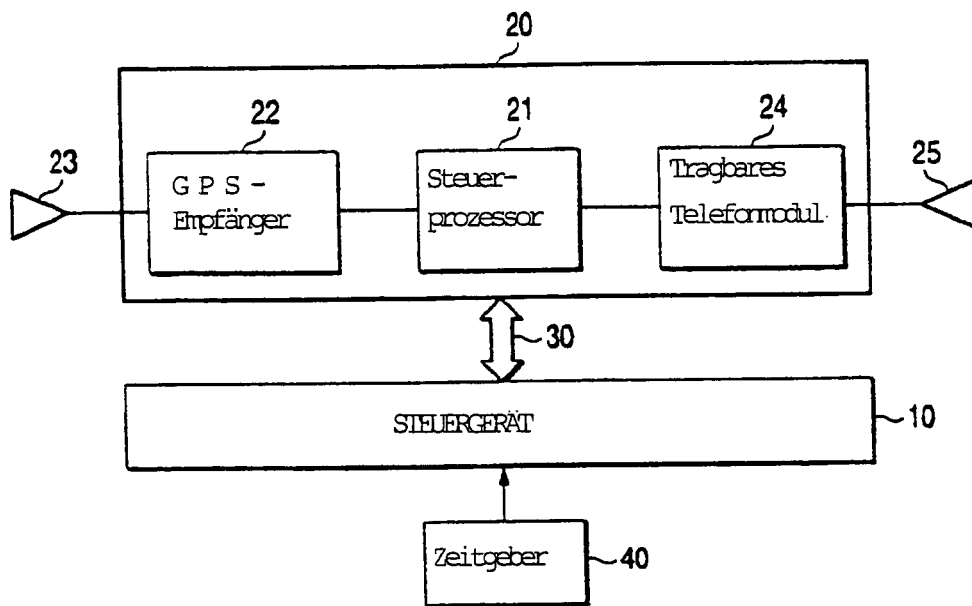 20
22
21
24
23
25
G P S -
Empfänger
Steuer-
prozessor
Tragbares
Telefonmodul
30
STEUERGERÄT
10
Zeitgeber
40